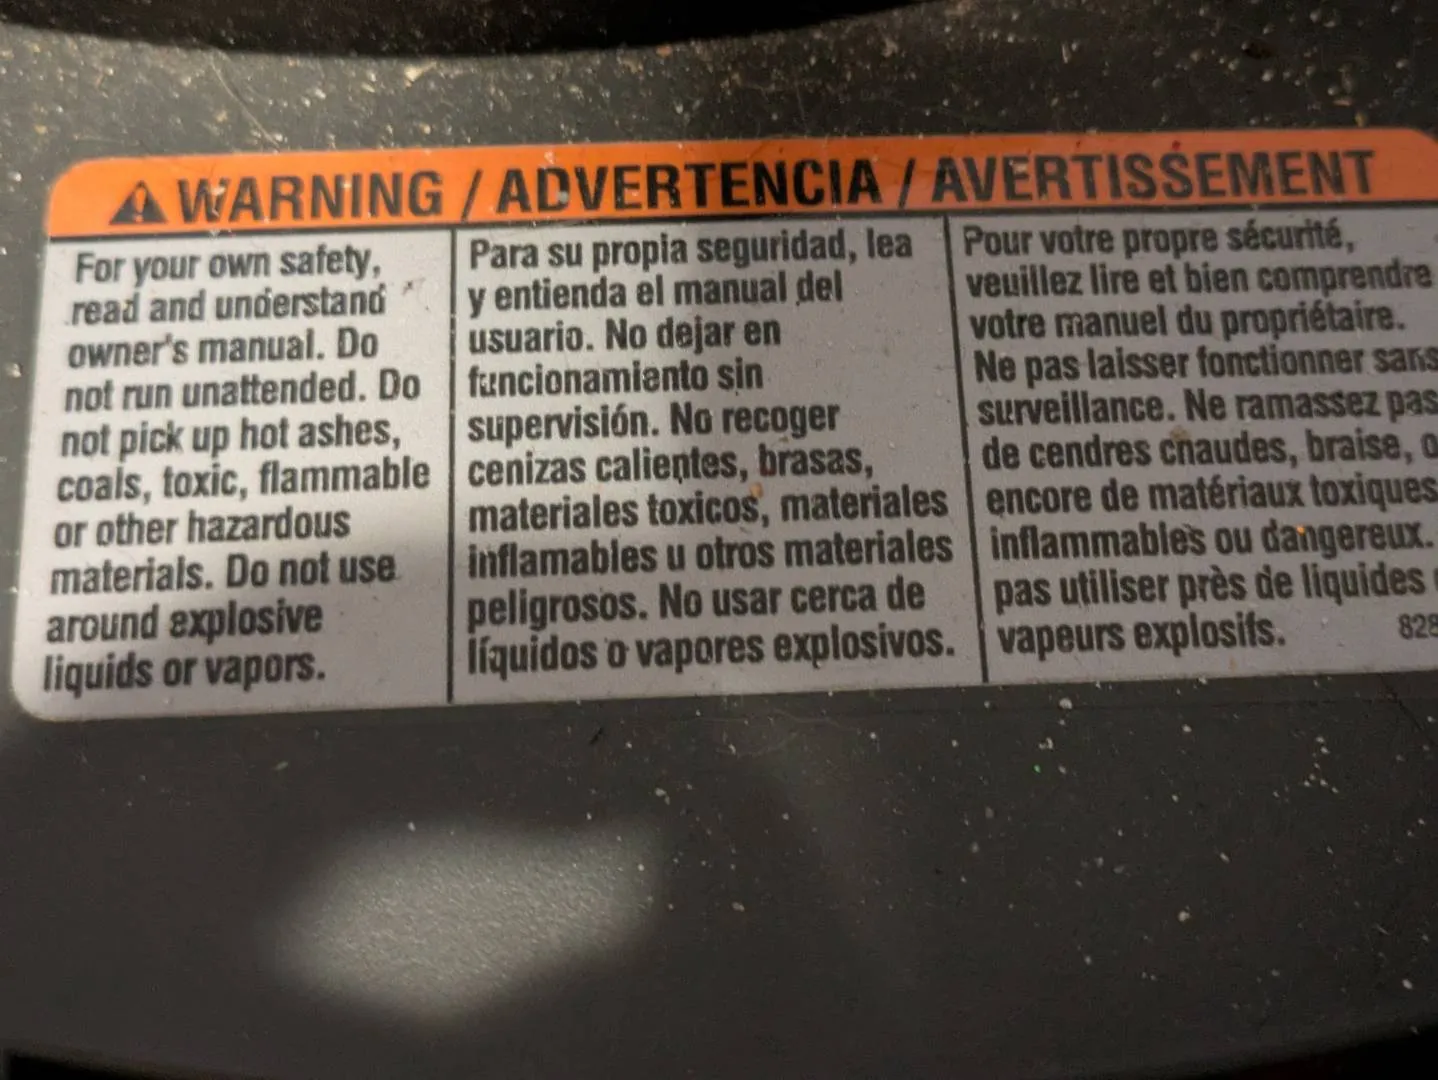 WARNING / ADVERTENCIA / AVERTISSEMENT
For your own safety,
read and understand
owner's manual. Do
not run unattended. Do
not pick up hot ashes,
coals, toxic, flammable
or other hazardous
materials. Do not use
around explosive
liquids or vapors.
Para su propia seguridad, lea
y entienda el manual del
usuario. No dejar en
funcionamiento sin
supervisión. No recoger
cenizas calientes, brasas,
materiales toxicos, materiales
inflamables u otros materiales
peligrosos. No usar cerca de
líquidos o vapores explosivos.
Pour votre propre sécurité,
veuillez lire et bien comprendre
votre manuel du propriétaire.
Ne pas laisser fonctionner sans
surveillance. Ne ramassez pas
de cendres chaudes, braise,
encore de matériaux toxiques
inflammables ou dangereux.
pas utiliser près de liquides
vapeurs explosifs.
828